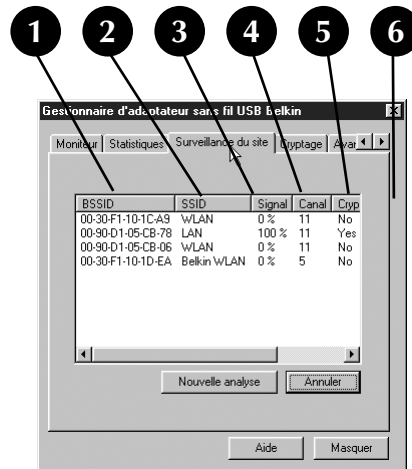 1 2 3 4 5 6
Gestionnaire d'adaptateur sans fil USB Belkin
Moniteur Statistiques Surveillance du site Cryptage Avan
BSSID SSID Signal Canal Cryp
00-30-F1-10-1C-A9 WLAN 0 % 11 No
00-90-D1-05-CB-78 LAN 100 % 11 Yes
00-90-D1-05-CB-06 WLAN 0 % 11 No
00-30-F1-10-1D-EA Belkin WLAN 0 % 5 No
Nouvelle analyse Annuler
Aide Masquer